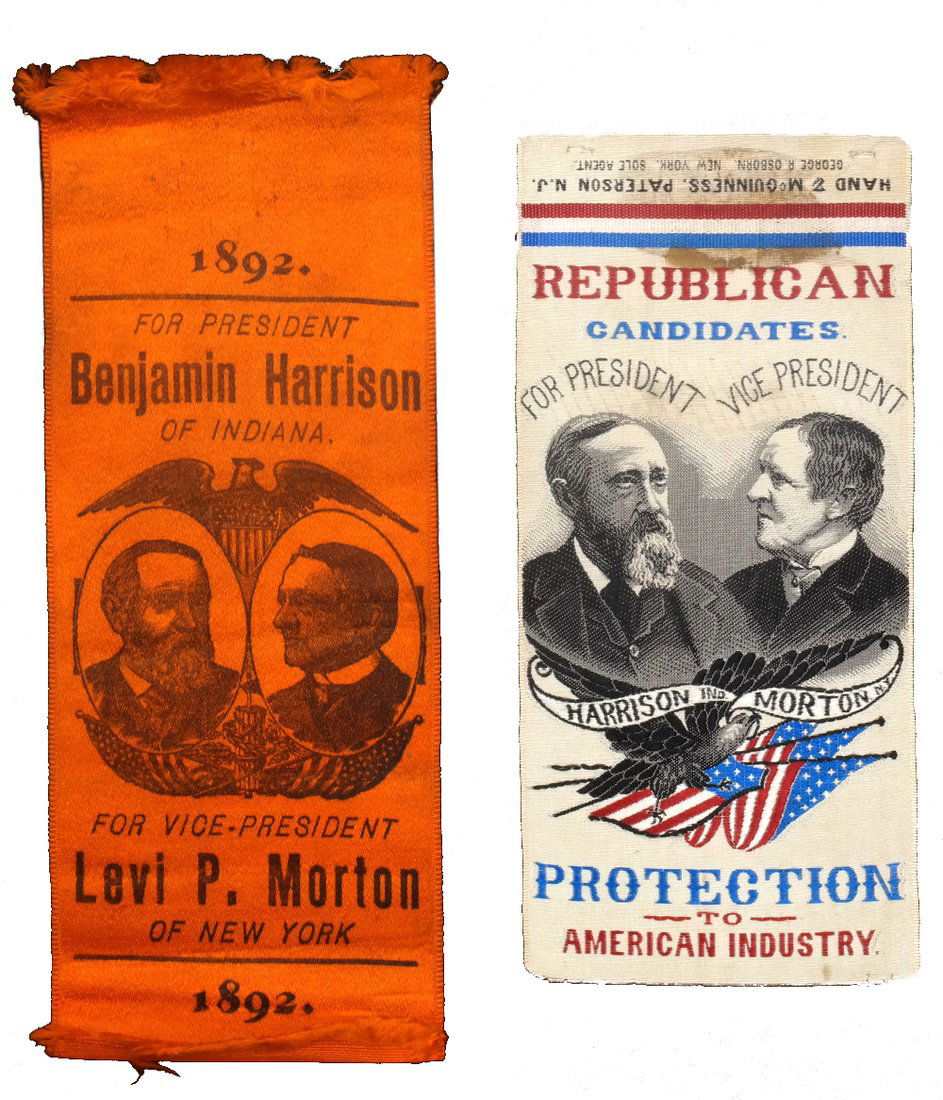 1892.
FOR PRESIDENT
Benjamin Harrison
OF INDIANA.
FOR VICE-PRESIDENT
Levi P. Morton
OF NEW YORK
1892.
HAND & McGUINNESS, PATERSON N.J.
GEORGE R OSBORN NEW YORK, SOLE AGENT.
REPUBLICAN
CANDIDATES.
FOR PRESIDENT VICE PRESIDENT
HARRISON IND MORTON N.Y.
PROTECTION
TO
AMERICAN INDUSTRY.